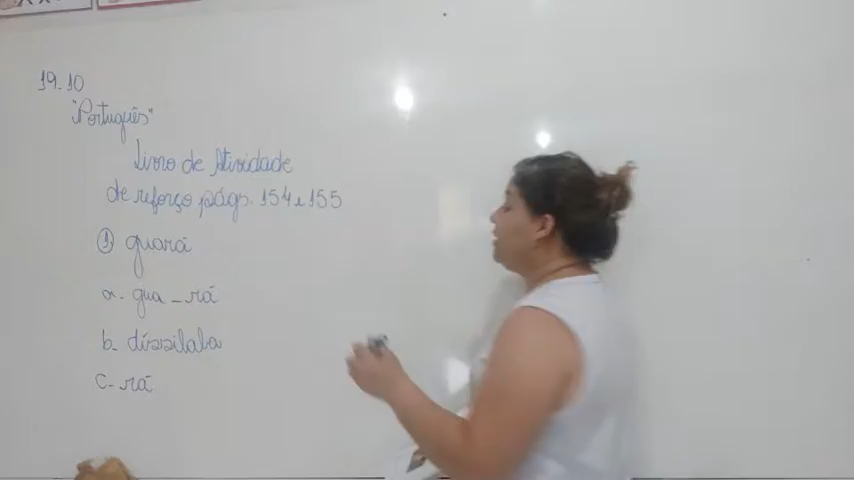 19.10
"Português"
Livro de Atividade
de reforço págs. 154 e 155
① guará
a. gua - rá
b. dissílaba
c- rá